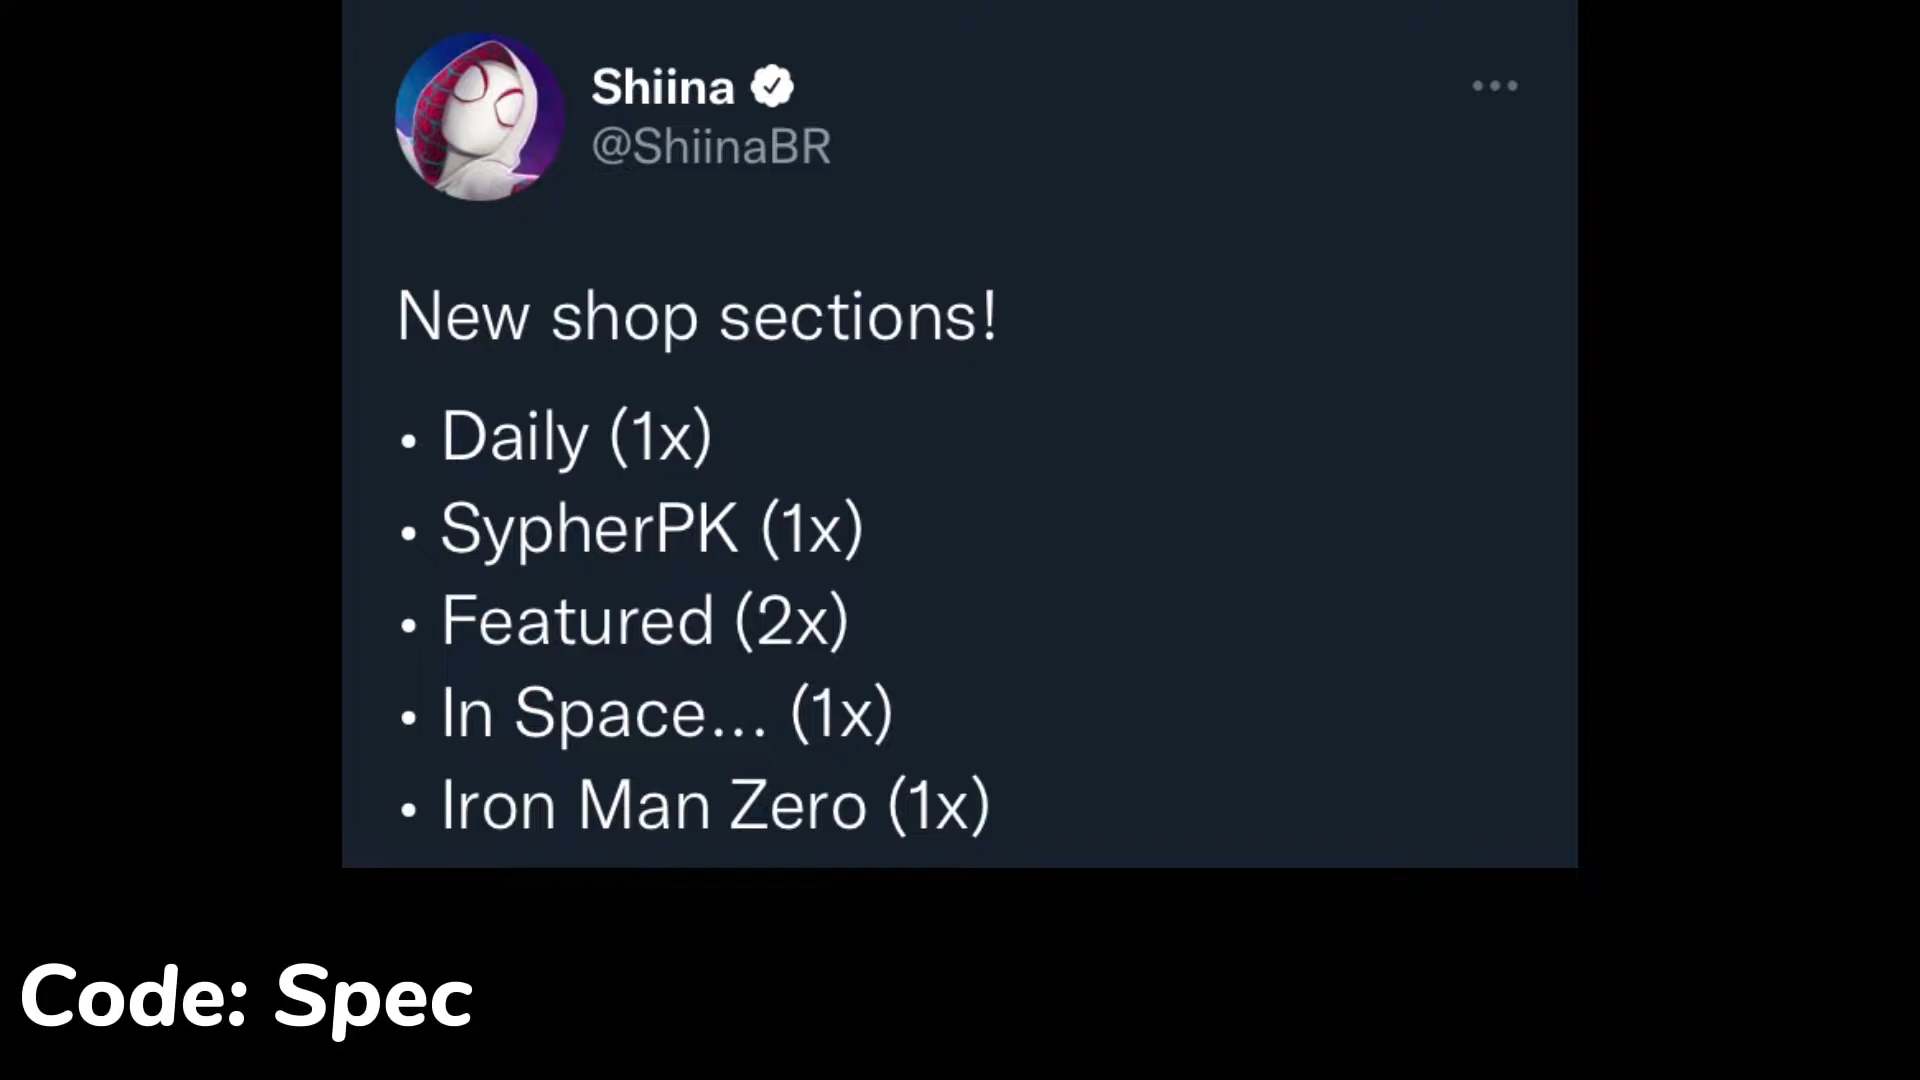 Shiina
@ShiinaBR
New shop sections!
• Daily (1x)
• SypherPK (1x)
• Featured (2x)
• In Space... (1x)
• Iron Man Zero (1x)
Code: Spec